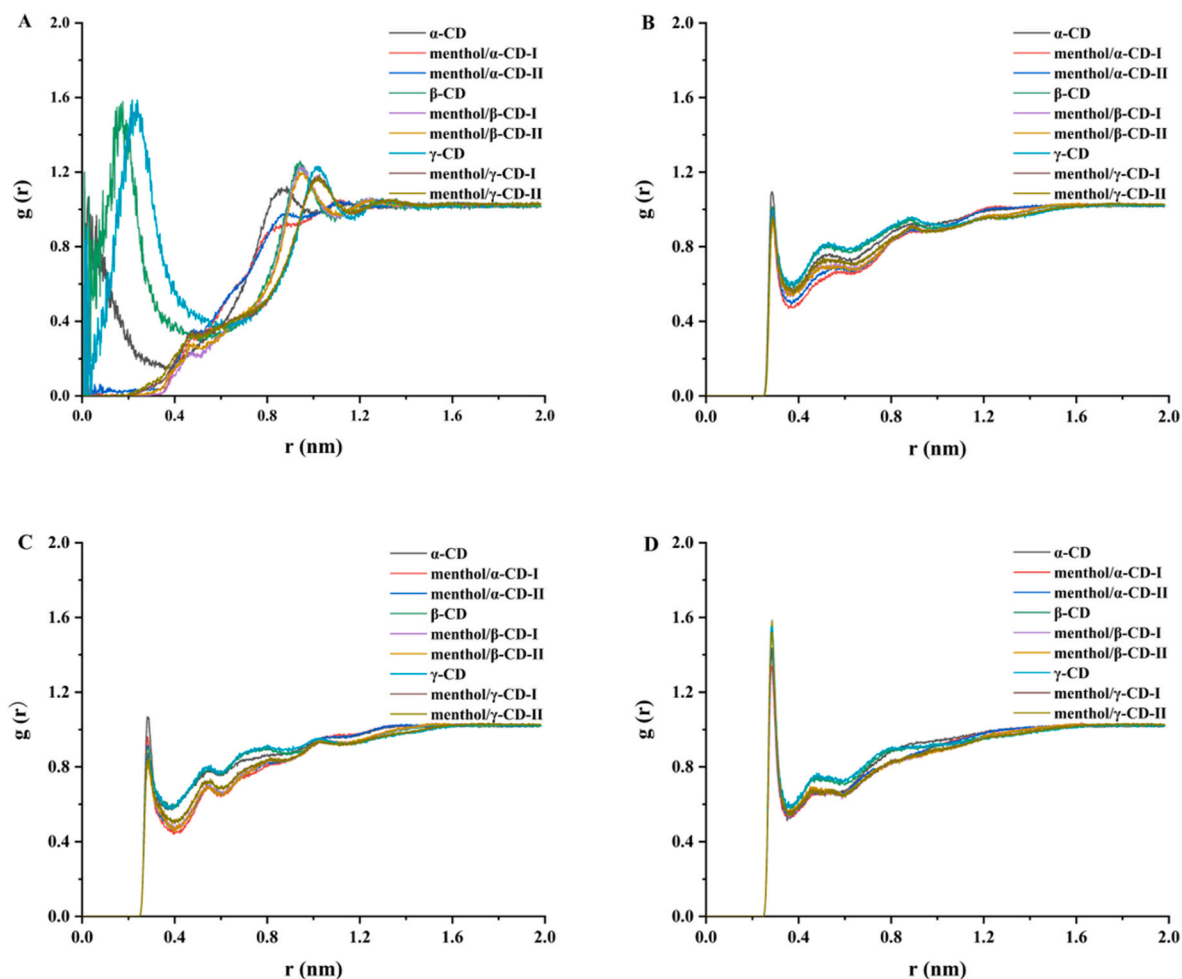 A
2.0
1.6
1.2
0.8
0.4
0.0
g (r)
0.0 0.4 0.8 1.2 1.6 2.0
r (nm)
α-CD
menthol/α-CD-I
menthol/α-CD-II
β-CD
menthol/β-CD-I
menthol/β-CD-II
γ-CD
menthol/γ-CD-I
menthol/γ-CD-II
B
2.0
1.6
1.2
0.8
0.4
0.0
g (r)
0.0 0.4 0.8 1.2 1.6 2.0
r (nm)
α-CD
menthol/α-CD-I
menthol/α-CD-II
β-CD
menthol/β-CD-I
menthol/β-CD-II
γ-CD
menthol/γ-CD-I
menthol/γ-CD-II
C
2.0
1.6
1.2
0.8
0.4
0.0
g (r)
0.0 0.4 0.8 1.2 1.6 2.0
r (nm)
α-CD
menthol/α-CD-I
menthol/α-CD-II
β-CD
menthol/β-CD-I
menthol/β-CD-II
γ-CD
menthol/γ-CD-I
menthol/γ-CD-II
D
2.0
1.6
1.2
0.8
0.4
0.0
g (r)
0.0 0.4 0.8 1.2 1.6 2.0
r (nm)
α-CD
menthol/α-CD-I
menthol/α-CD-II
β-CD
menthol/β-CD-I
menthol/β-CD-II
γ-CD
menthol/γ-CD-I
menthol/γ-CD-II